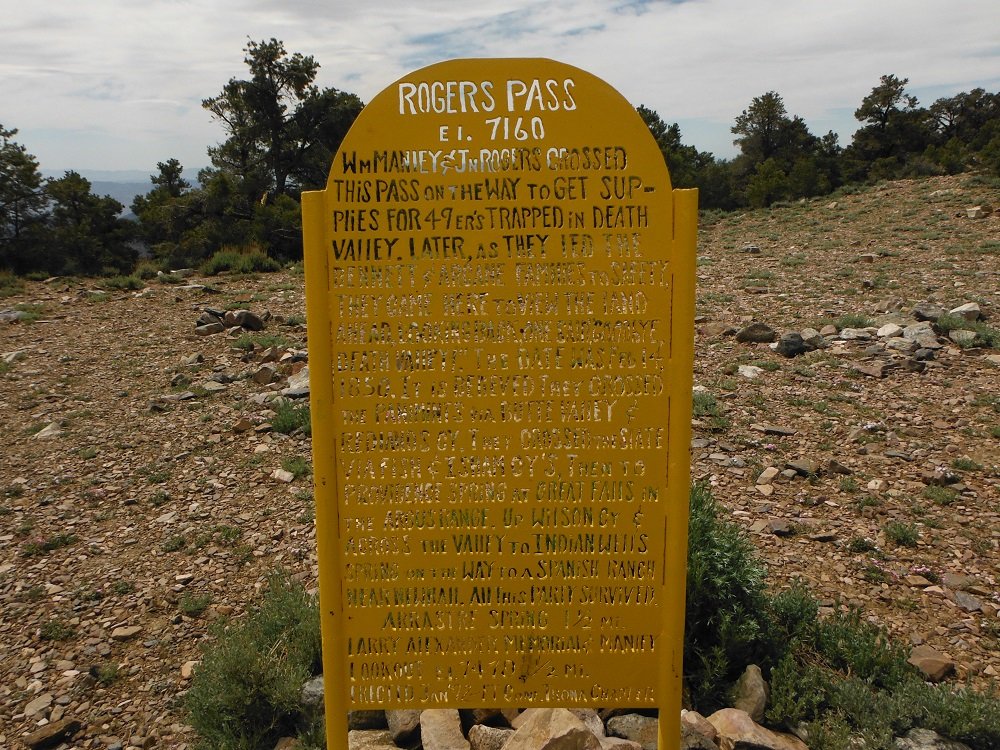 ROGERS PASS
El. 7160
WM MANLEY & JN ROGERS CROSSED
THIS PASS ON THE WAY TO GET SUP-
PLIES FOR 49ER'S TRAPPED IN DEATH
VALLEY. LATER, AS THEY LED THE
BENNETT & ARCANE FAMILIES TO SAFETY,
THEY CAME HERE TO VIEW THE LAND
AHEAD. LOOKING BACK, ONE SAID, "GOODBYE,
DEATH VALLEY!" THE DATE WAS FEB 14,
1850. IT IS BELIEVED THEY CROSSED
THE PANAMINTS VIA BUTTE VALLEY &
REDLANDS CY. THEY CROSSED THE SLATE
VIA FISH & ISHAM CY'S. THEN TO
PROVIDENCE SPRING AT GREAT FALLS IN
THE ARGUS RANGE. UP WILSON CY &
ACROSS THE VALLEY TO INDIAN WELLS
SPRING ON THE WAY TO A SPANISH RANCH
NEAR NEWHALL. ALL THIS PARTY SURVIVED.
ARRASTRE SPRING 1½ MI.
LARRY ALEXANDER MEMORIAL & MANLEY
LOOKOUT El. 7477 ½ MI.
ERECTED JAN 92